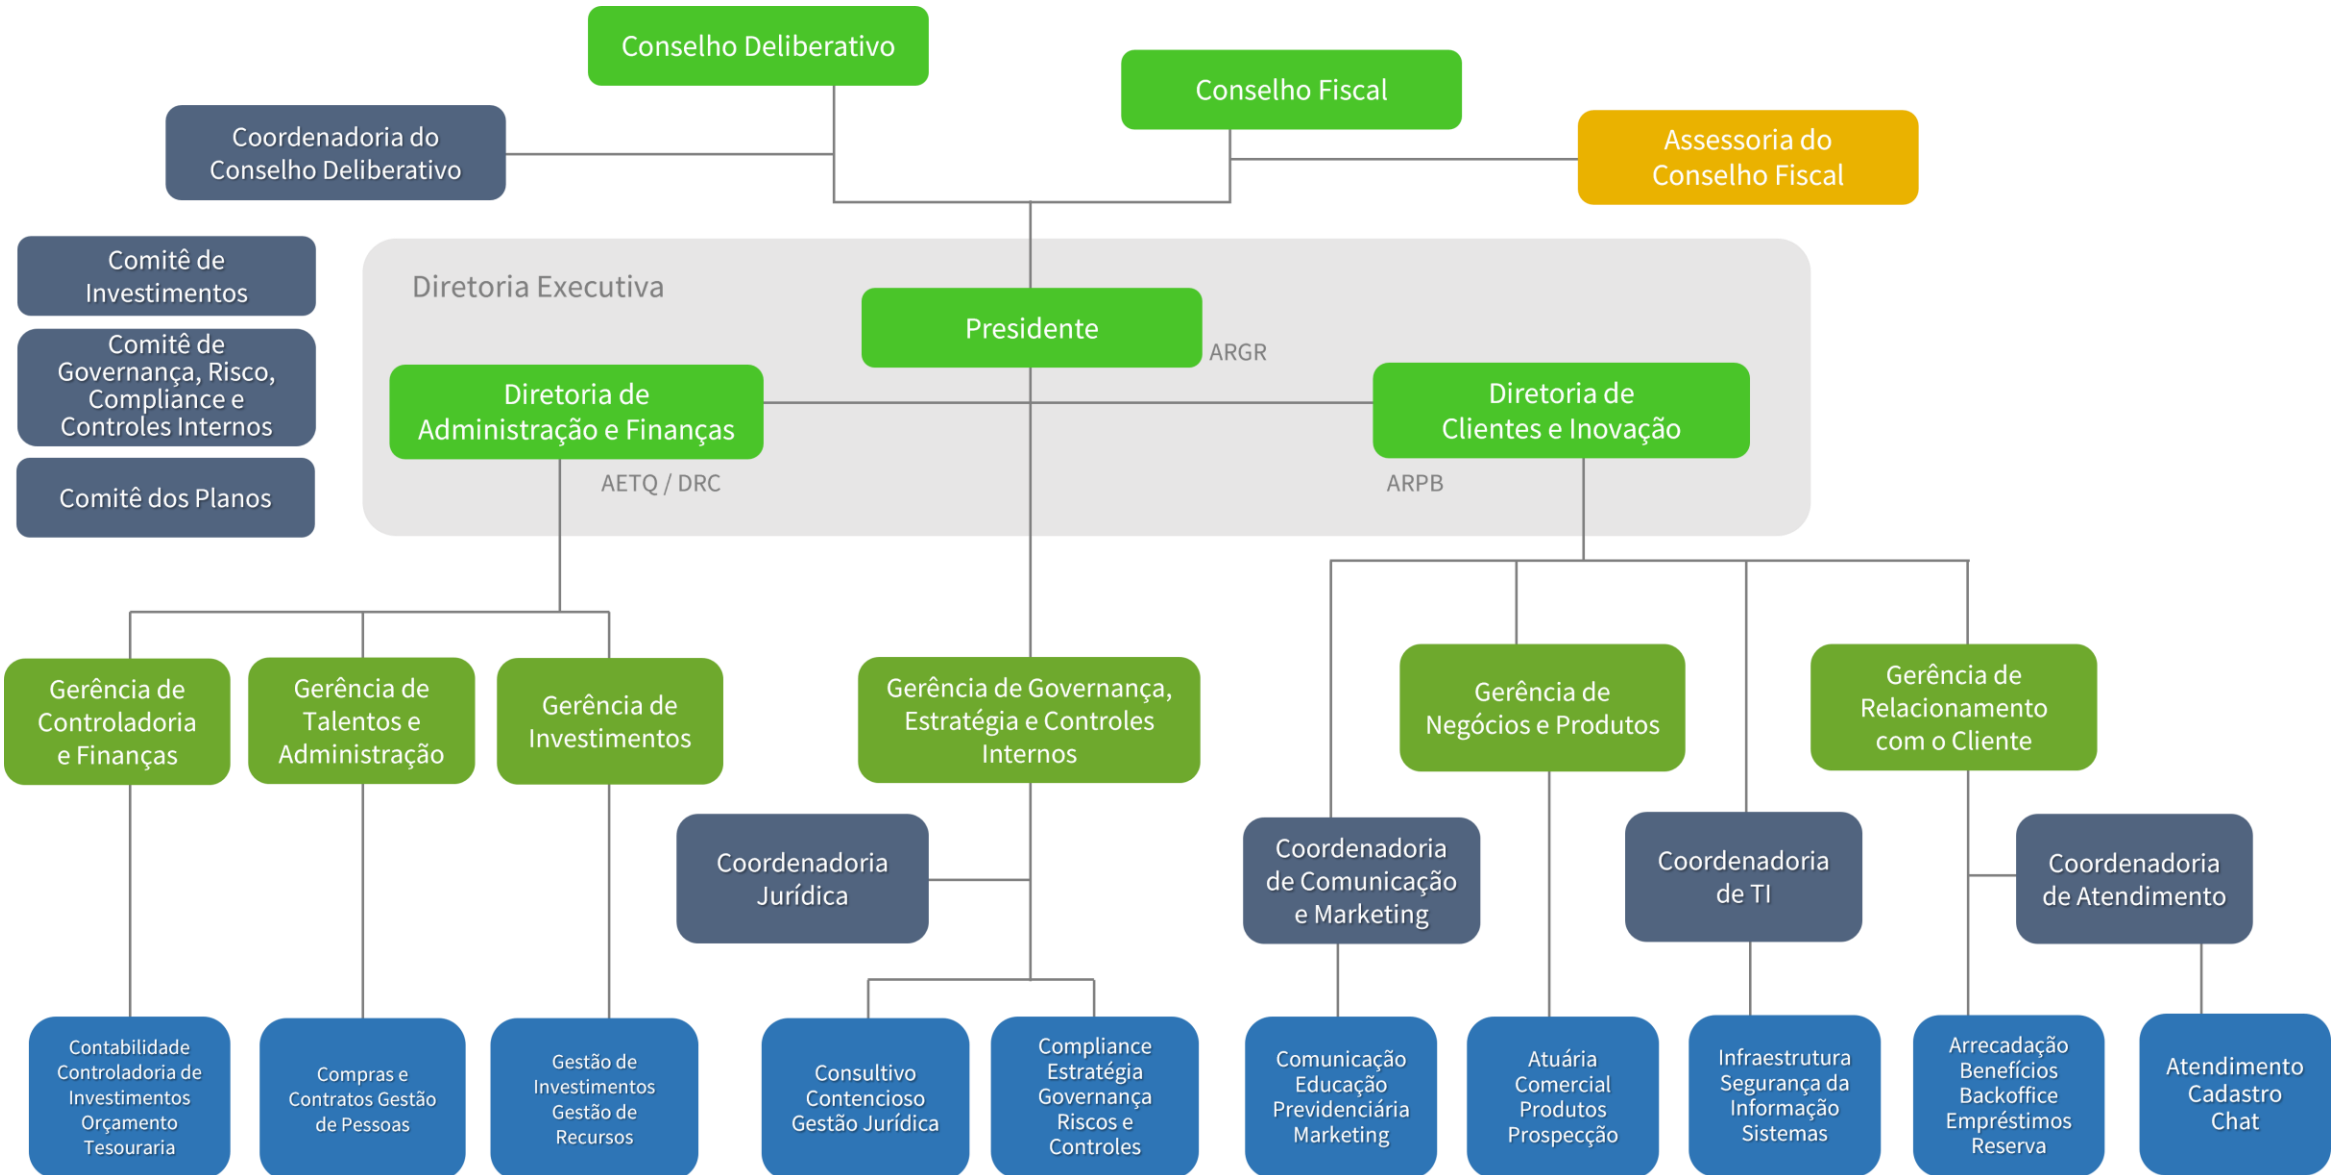 Conselho Deliberativo
Conselho Fiscal
Coordenadoria do
Conselho Deliberativo
Assessoria do
Conselho Fiscal
Comitê de
Investimentos
Comitê de
Governança, Risco,
Compliance e
Controles Internos
Comitê dos Planos
Diretoria Executiva
Presidente
ARGR
Diretoria de
Administração e Finanças
AETQ / DRC
Diretoria de
Clientes e Inovação
ARPB
Gerência de
Controladoria
e Finanças
Gerência de
Talentos e
Administração
Gerência de
Investimentos
Gerência de Governança,
Estratégia e Controles
Internos
Gerência de
Negócios e Produtos
Gerência de
Relacionamento
com o Cliente
Coordenadoria
Jurídica
Coordenadoria
de Comunicação
e Marketing
Coordenadoria
de TI
Coordenadoria
de Atendimento
Contabilidade
Controladoria de
Investimentos
Orçamento
Tesouraria
Compras e
Contratos Gestão
de Pessoas
Gestão de
Investimentos
Gestão de
Recursos
Consultivo
Contencioso
Gestão Jurídica
Compliance
Estratégia
Governança
Riscos e
Controles
Comunicação
Educação
Previdenciária
Marketing
Atuária
Comercial
Produtos
Prospecção
Infraestrutura
Segurança da
Informação
Sistemas
Arrecadação
Benefícios
Backoffice
Empréstimos
Reserva
Atendimento
Cadastro
Chat